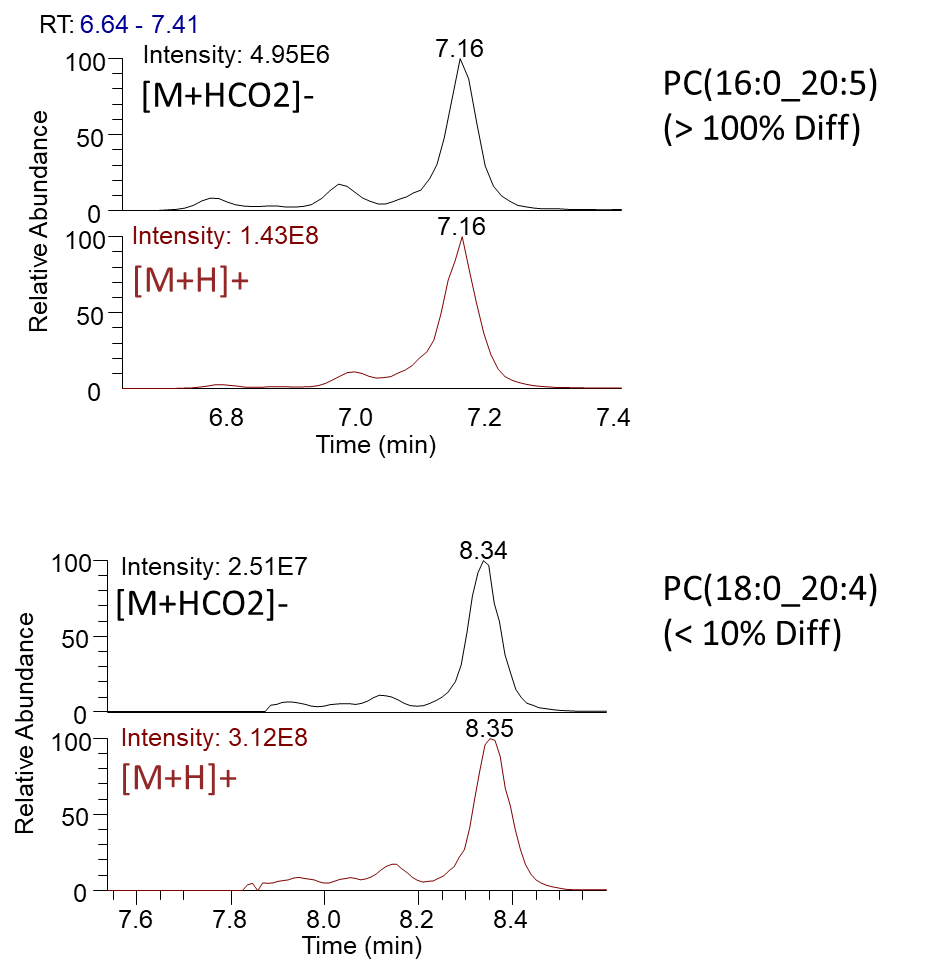 RT: 6.64 - 7.41
Intensity: 4.95E6
7.16
[M+HCO2]-
PC(16:0_20:5)
(> 100% Diff)
100
50
0
Relative Abundance
Intensity: 1.43E8
7.16
[M+H]+
100
50
0
6.8 7.0 7.2 7.4
Time (min)
Intensity: 2.51E7
8.34
[M+HCO2]-
PC(18:0_20:4)
(< 10% Diff)
100
50
0
Relative Abundance
Intensity: 3.12E8
8.35
[M+H]+
100
50
0
7.6 7.8 8.0 8.2 8.4
Time (min)